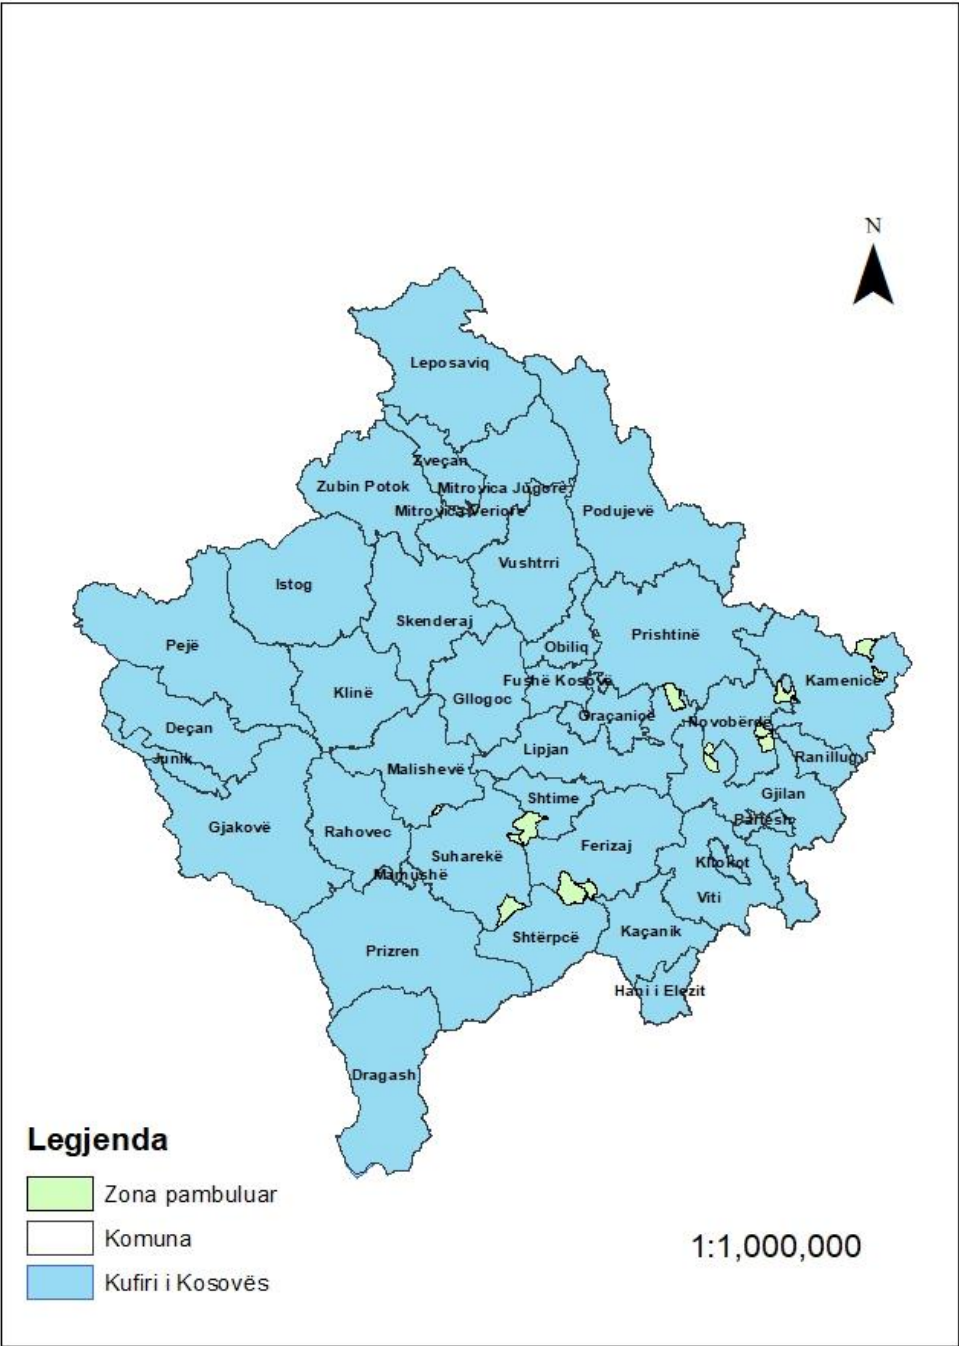 N
Leposaviq
Zveçan
Zubin Potok
Mitrovica Jugore
Mitrovica Veriore
Podujevë
Vushtrri
Istog
Skenderaj
Prishtinë
Pejë
Obiliq
Fushë Kosovë
Kamenicë
Klinë
Gllogoc
Graçanicë
Novobërdë
Deçan
Lipjan
Junik
Ranillug
Malishevë
Shtime
Gjilan
Partesh
Gjakovë
Rahovec
Ferizaj
Suharekë
Kllokot
Mamushë
Viti
Kaçanik
Shtërpcë
Prizren
Hani i Elezit
Dragash
Legjenda
Zona pambuluar
Komuna
Kufiri i Kosovës
1:1,000,000